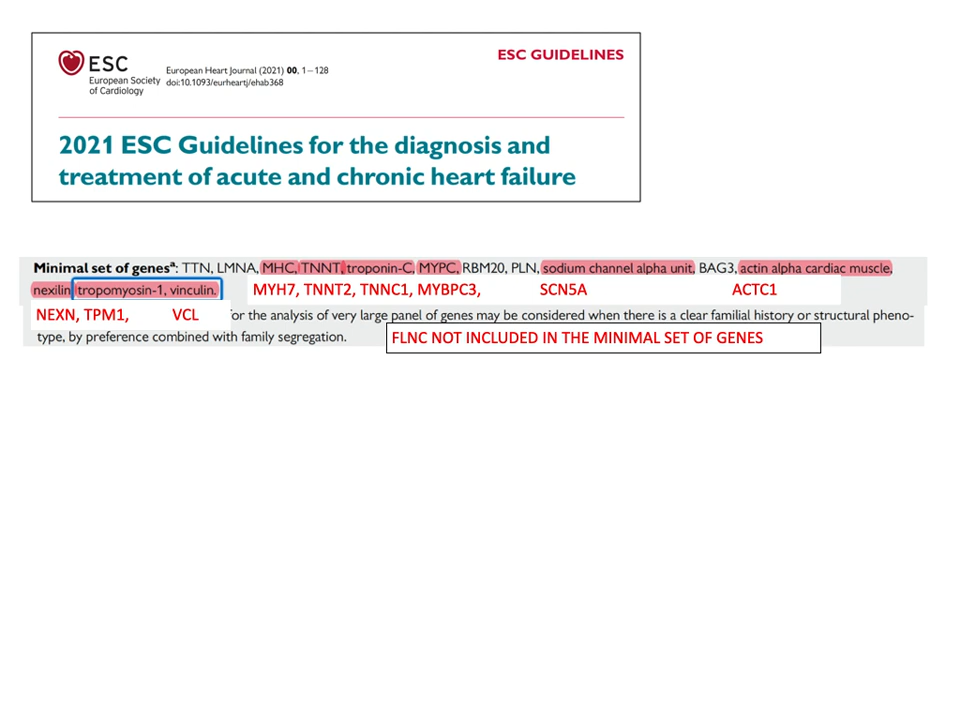 ESC
European Society
of Cardiology
European Heart Journal (2021) 00, 1–128
doi:10.1093/eurheartj/ehab368
ESC GUIDELINES
2021 ESC Guidelines for the diagnosis and
treatment of acute and chronic heart failure
Minimal set of genesᵃ: TTN, LMNA, MHC, TNNT, troponin-C, MYPC, RBM20, PLN, sodium channel alpha unit, BAG3, actin alpha cardiac muscle,
nexilin, tropomyosin-1, vinculin.
MYH7, TNNT2, TNNC1, MYBPC3, SCN5A ACTC1
NEXN, TPM1, VCL
for the analysis of very large panel of genes may be considered when there is a clear familial history or structural pheno-
type, by preference combined with family segregation.
FLNC NOT INCLUDED IN THE MINIMAL SET OF GENES